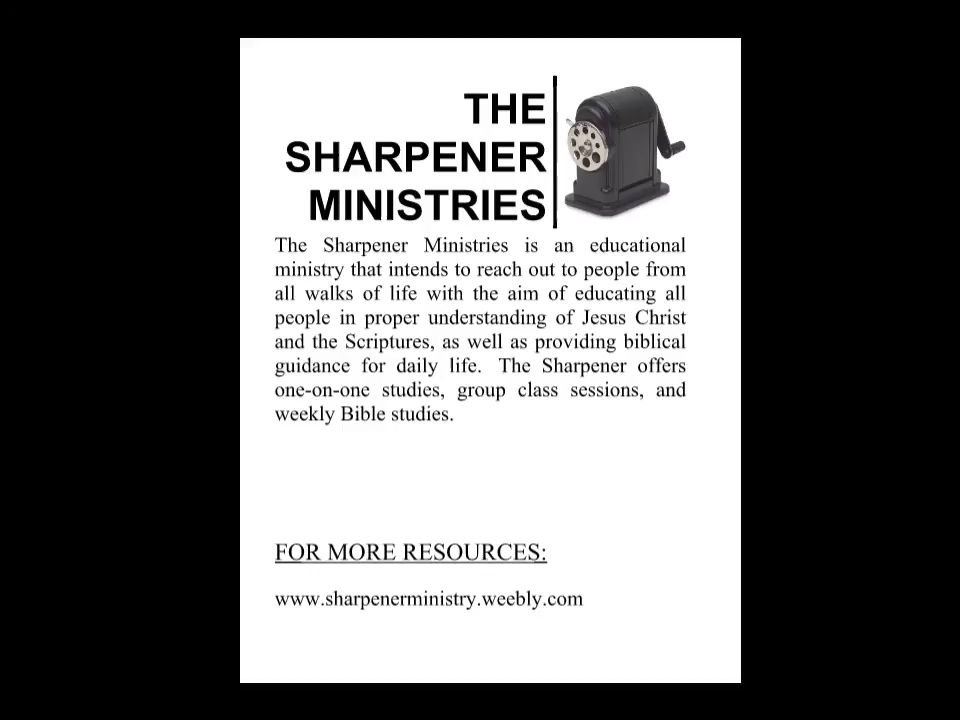 THE
SHARPENER
MINISTRIES
The Sharpener Ministries is an educational
ministry that intends to reach out to people from
all walks of life with the aim of educating all
people in proper understanding of Jesus Christ
and the Scriptures, as well as providing biblical
guidance for daily life. The Sharpener offers
one-on-one studies, group class sessions, and
weekly Bible studies.
FOR MORE RESOURCES:
www.sharpenerministry.weebly.com